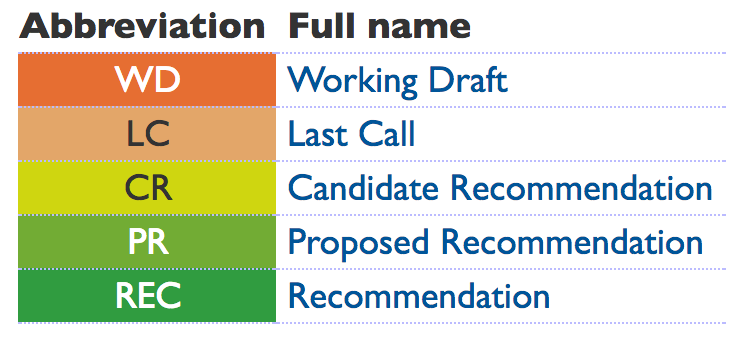 Abbreviation Full name
WD Working Draft
LC Last Call
CR Candidate Recommendation
PR Proposed Recommendation
REC Recommendation